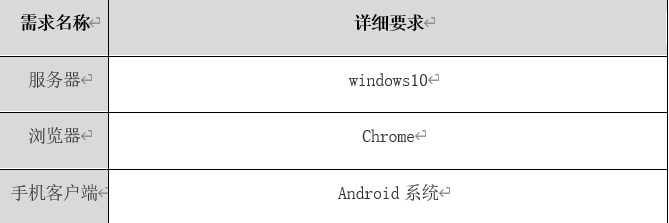 需求名称 详细要求
服务器 windows10
浏览器 Chrome
手机客户端 Android 系统